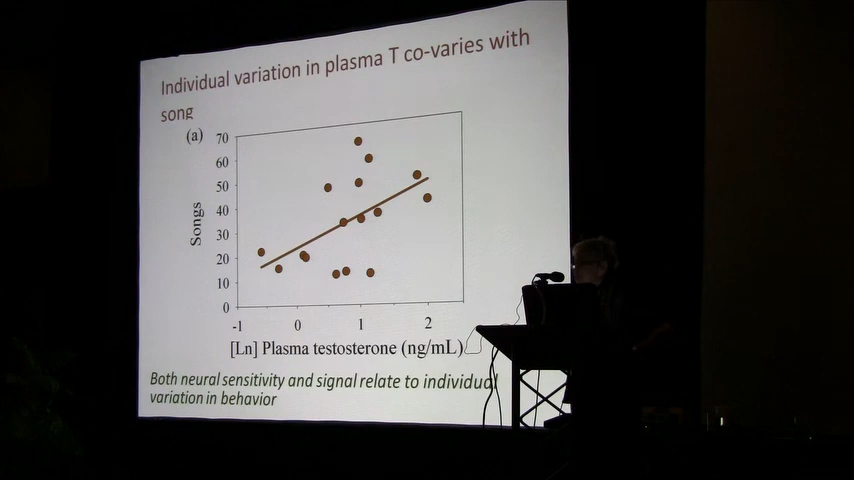 Individual variation in plasma T co-varies with
song
(a)
70
60
50
40
30
20
10
0
Songs
-1 0 1 2
[Ln] Plasma testosterone (ng/mL)
Both neural sensitivity and signal relate to individual
variation in behavior